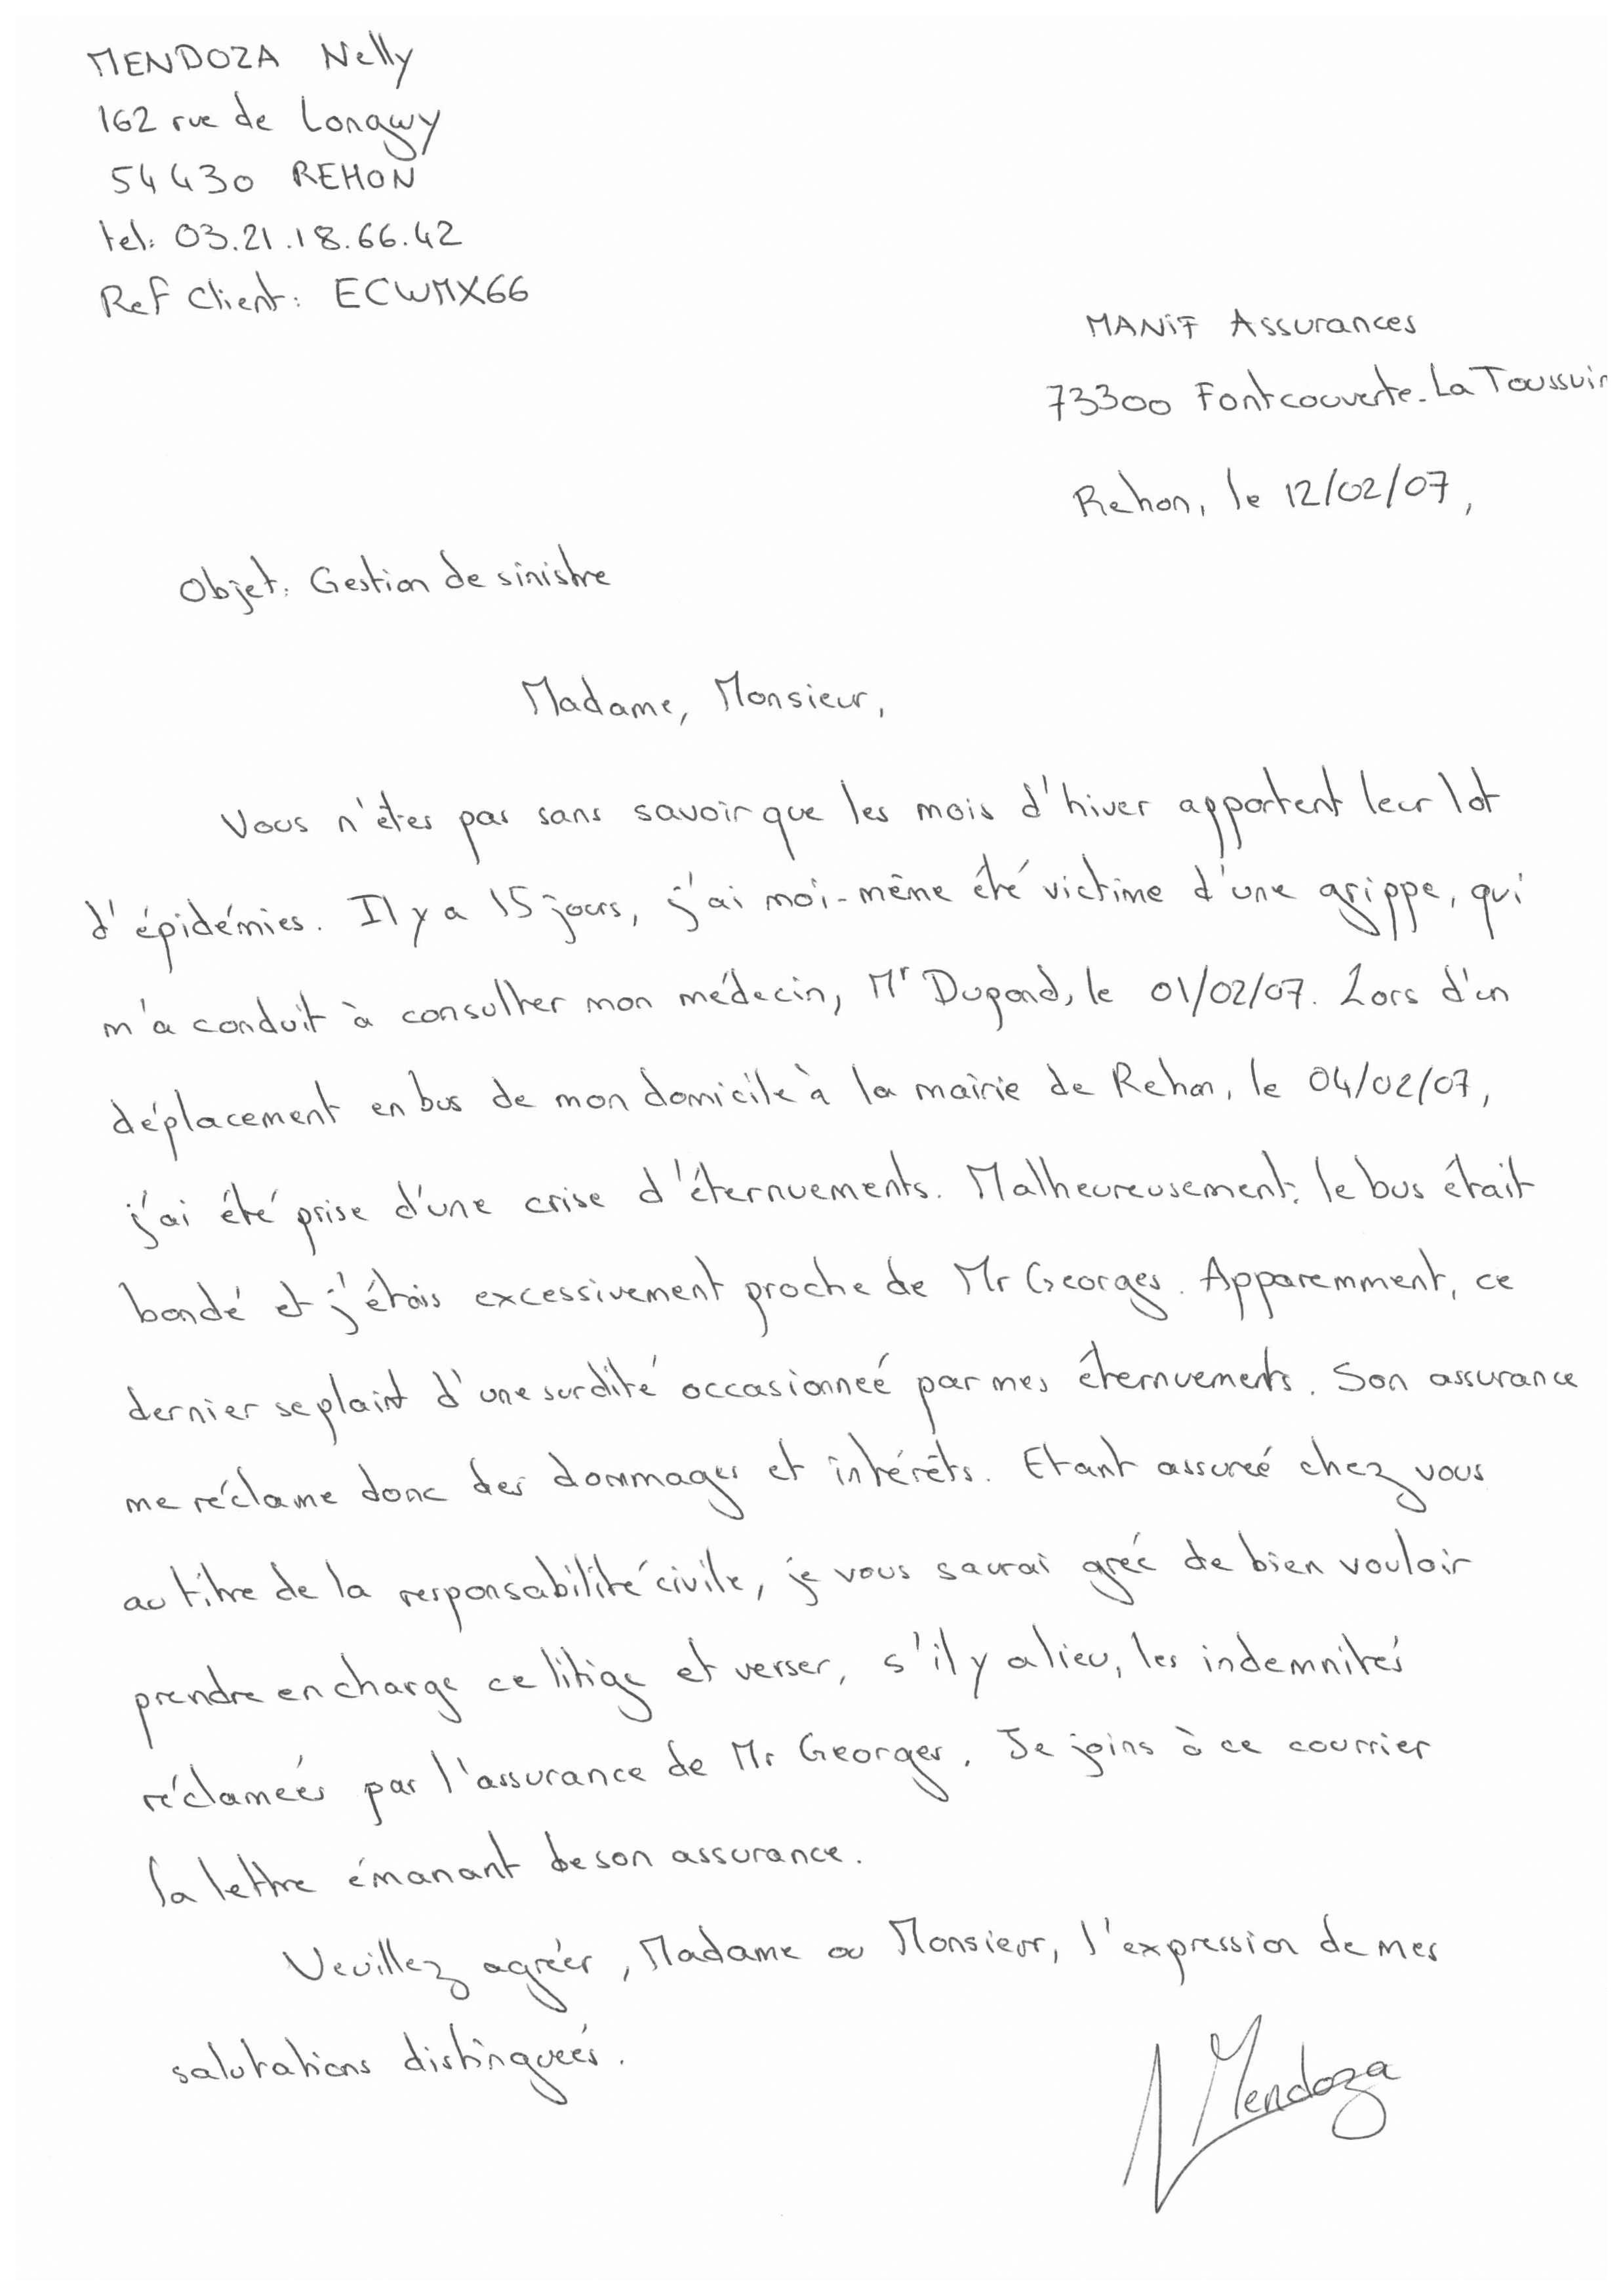 MENDOZA Nelly
162 rue de Longwy
54430 REHON
tel: 03.21.18.66.42
Ref Client: ECWMX66
MANIF Assurances
73300 Fontcouverte-La Toussuir
Rehon, le 12/02/07,
Objet: Gestion de sinistre
Madame, Monsieur,
Vous n'êtes pas sans savoir que les mois d'hiver apportent leur lot
d'épidémies. Il y a 15 jours, j'ai moi-même été victime d'une grippe, qui
m'a conduit à consulter mon médecin, Mr Dupond, le 01/02/07. Lors d'un
déplacement en bus de mon domicile à la mairie de Rehon, le 04/02/07,
j'ai été prise d'une crise d'éternuements. Malheureusement, le bus était
bondé et j'étais excessivement proche de Mr Georges. Apparemment, ce
dernier se plaint d'une surdité occasionneé par mes éternuements. Son assurance
me réclame donc des dommages et intérêts. Etant assureé chez vous
au titre de la responsabilité civile, je vous saurai greé de bien vouloir
prendre en charge ce litige et verser, s'il y a lieu, les indemnités
réclameés par l'assurance de Mr Georges. Je joins à ce courrier
la lettre émanant de son assurance.
Veuillez agréer, Madame ou Monsieur, l'expression de mes
salutations distingueés.
Mendoza